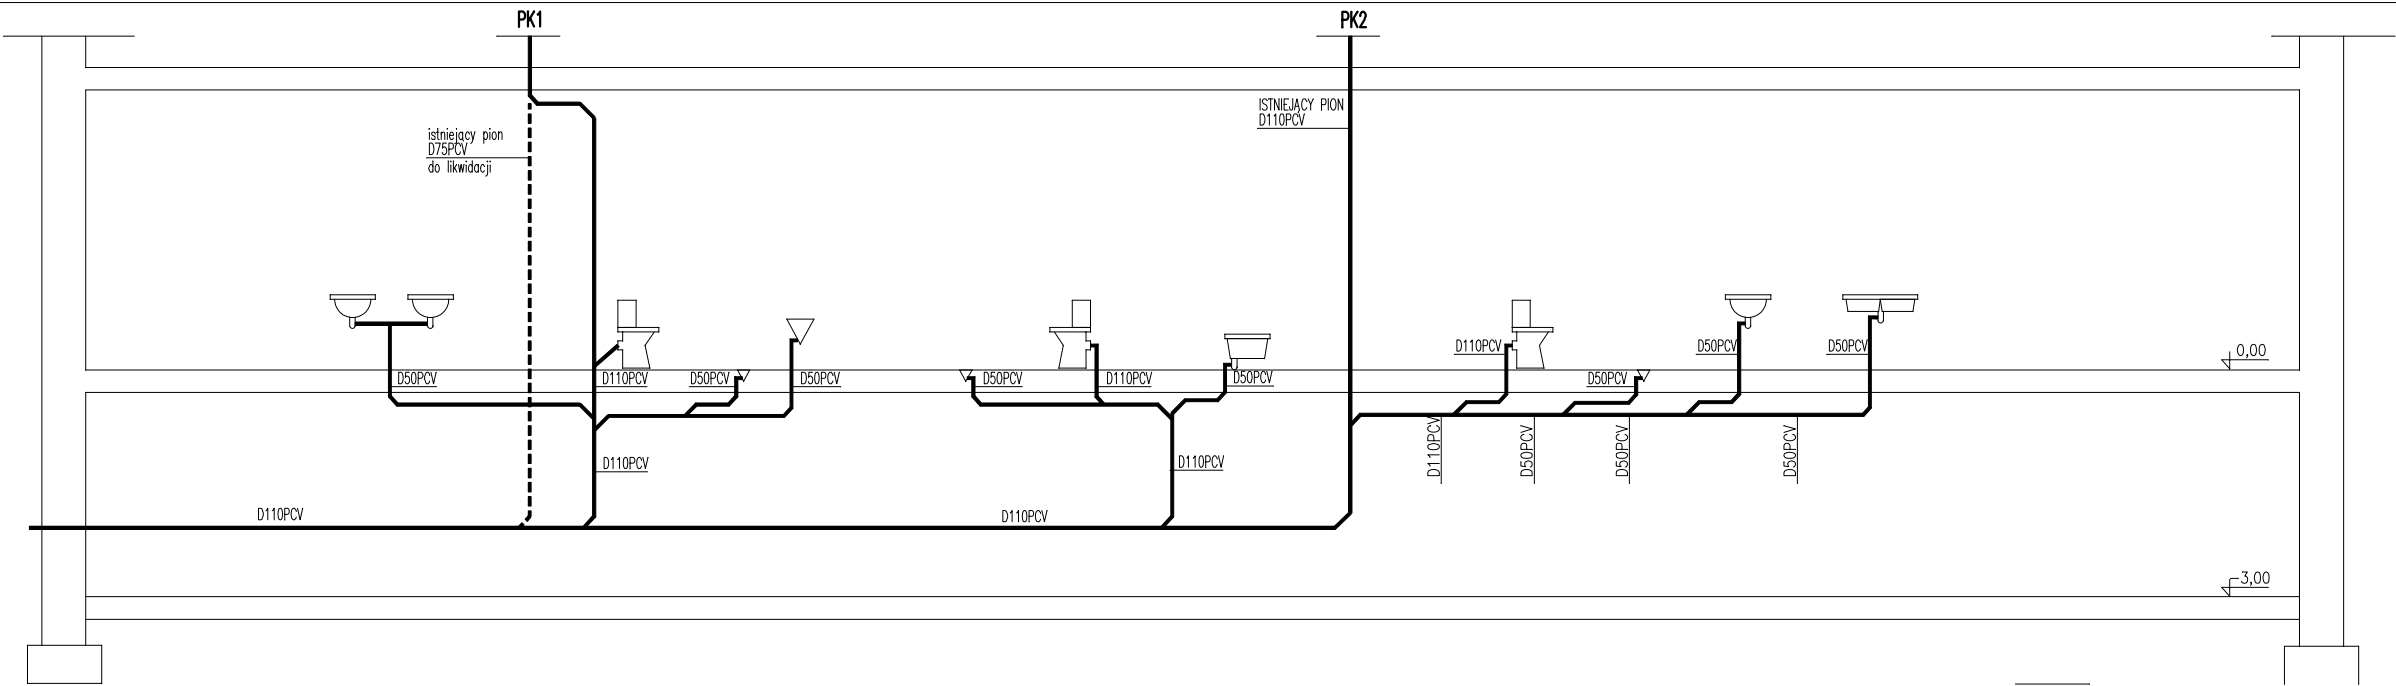 PK1
PK2
ISTNIEJĄCY PION
D110PCV
istniejący pion
D75PCV
do likwidacji
D110PCV
D50PCV
D50PCV
0,00
D50PCV
D110PCV
D50PCV
D50PCV
D50PCV
D110PCV
D50PCV
D50PCV
D110PCV
D50PCV
D50PCV
D50PCV
D110PCV
D110PCV
D110PCV
D110PCV
-3,00